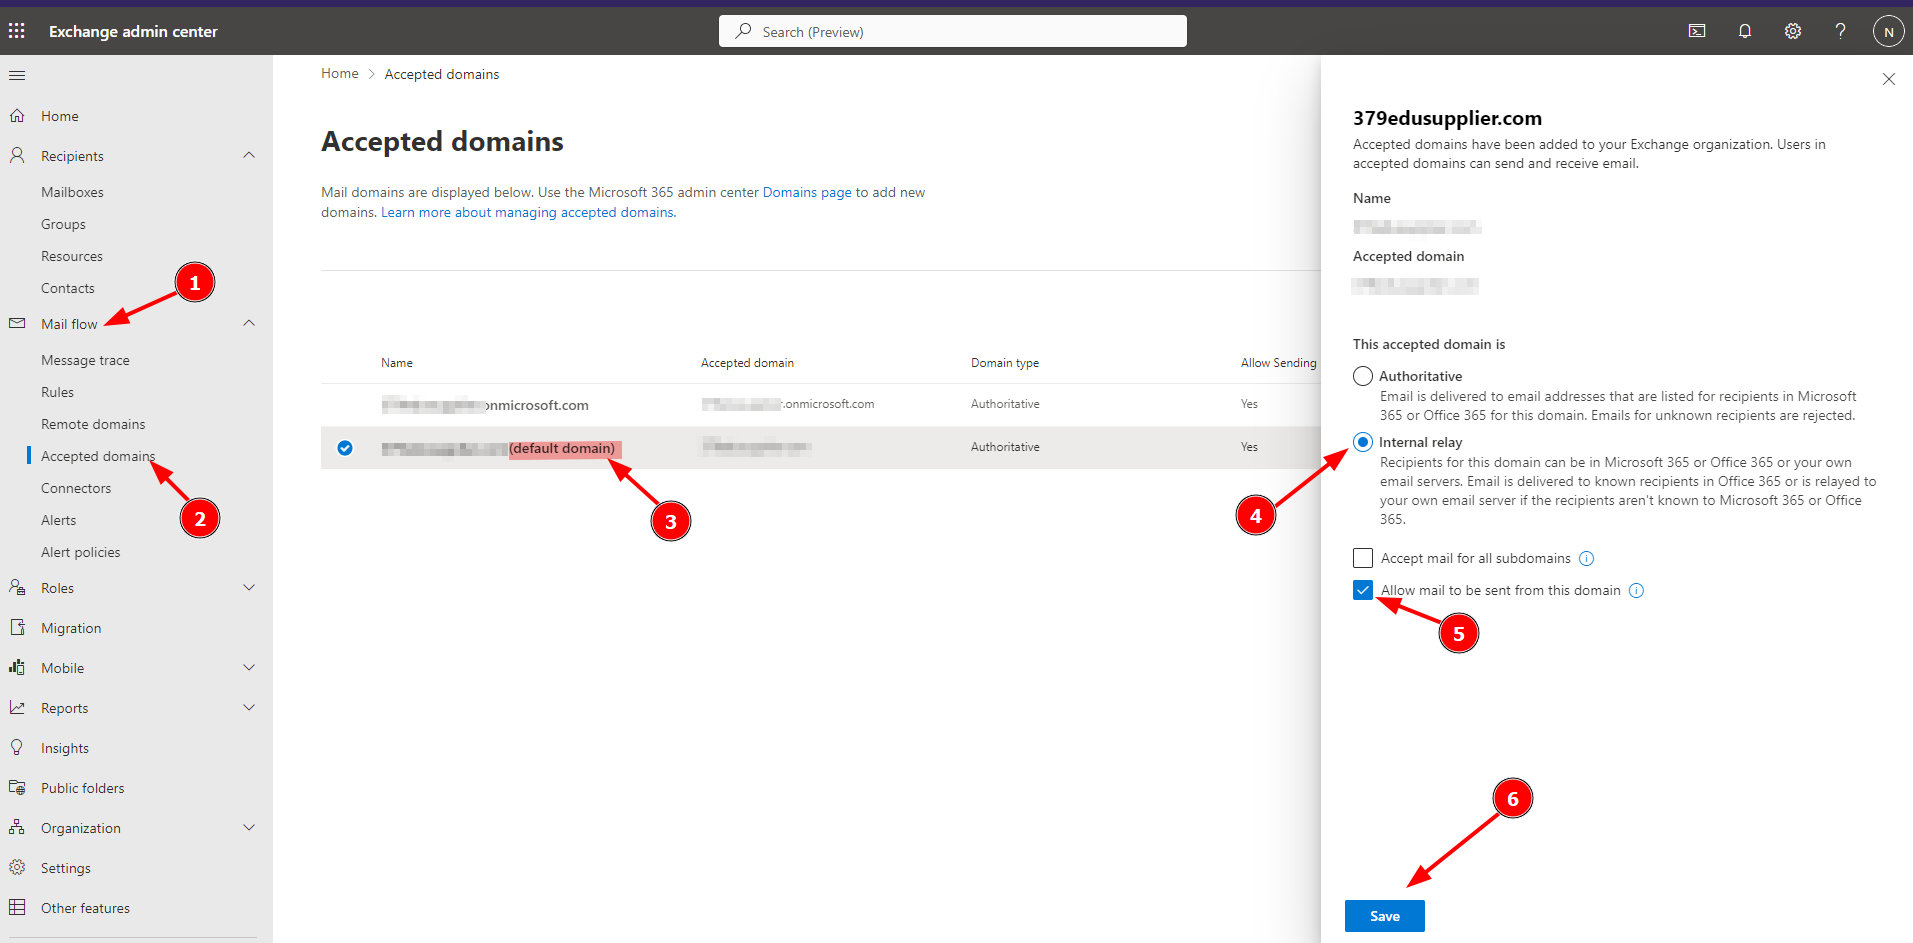 Exchange admin center
Search (Preview)
N
Home
Recipients
Mailboxes
Groups
Resources
Contacts
1
Mail flow
Message trace
Rules
Remote domains
Accepted domains
2
Connectors
Alerts
Alert policies
Roles
Migration
Mobile
Reports
Insights
Public folders
Organization
Settings
Other features
Home > Accepted domains
Accepted domains
Mail domains are displayed below. Use the Microsoft 365 admin center Domains page to add new
domains. Learn more about managing accepted domains.
Name Accepted domain Domain type Allow Sending
onmicrosoft.com .onmicrosoft.com Authoritative Yes
(default domain) Authoritative Yes
3
379edusupplier.com
Accepted domains have been added to your Exchange organization. Users in
accepted domains can send and receive email.
Name
Accepted domain
This accepted domain is
Authoritative
Email is delivered to email addresses that are listed for recipients in Microsoft
365 or Office 365 for this domain. Emails for unknown recipients are rejected.
Internal relay
Recipients for this domain can be in Microsoft 365 or Office 365 or your own
email servers. Email is delivered to known recipients in Office 365 or is relayed to
your own email server if the recipients aren't known to Microsoft 365 or Office
365.
4
Accept mail for all subdomains
Allow mail to be sent from this domain
5
6
Save